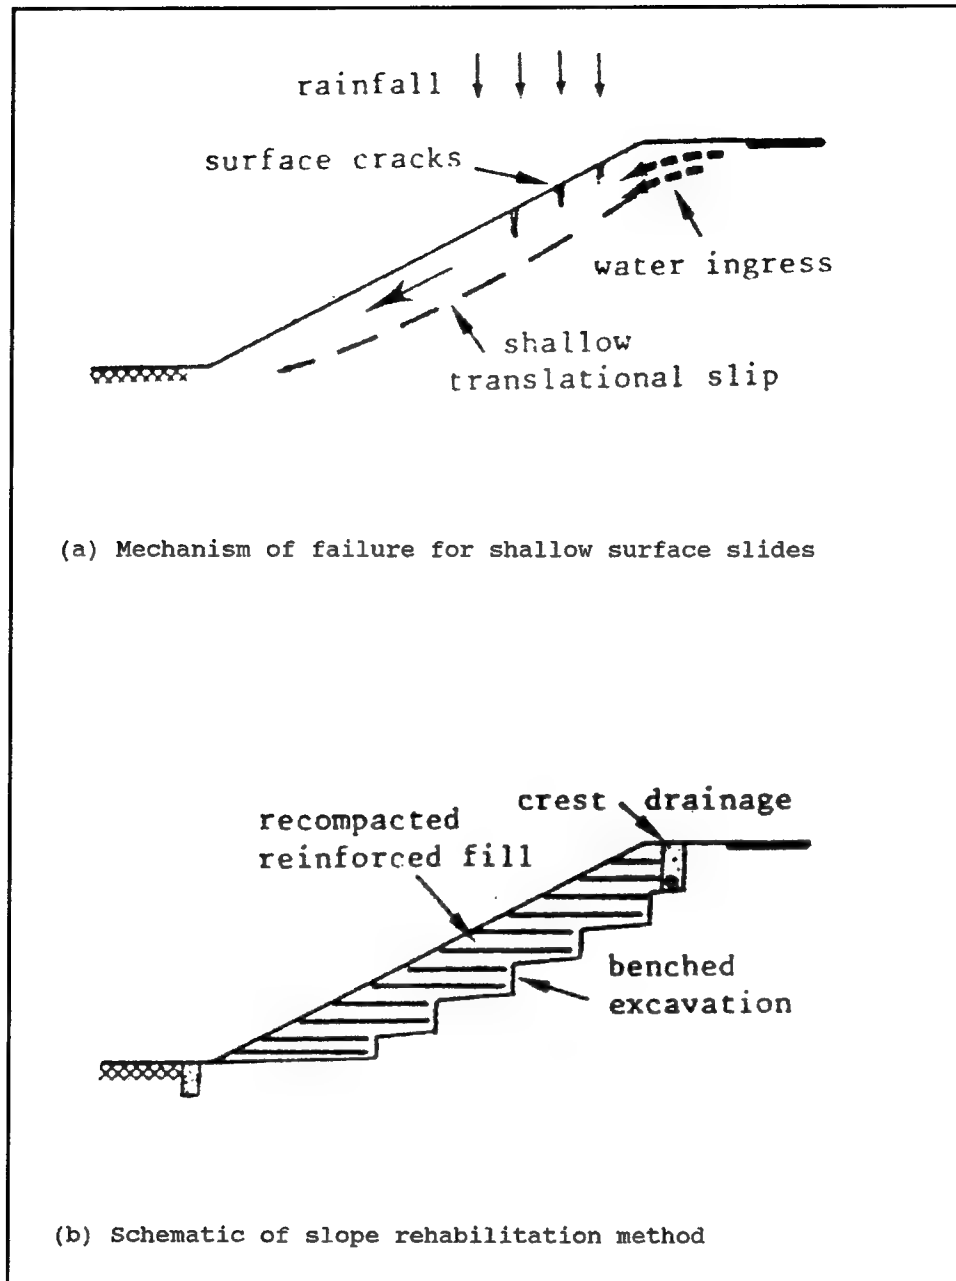 rainfall
surface cracks
water ingress
shallow
translational slip
(a) Mechanism of failure for shallow surface slides
crest drainage
recompacted
reinforced fill
benched
excavation
(b) Schematic of slope rehabilitation method